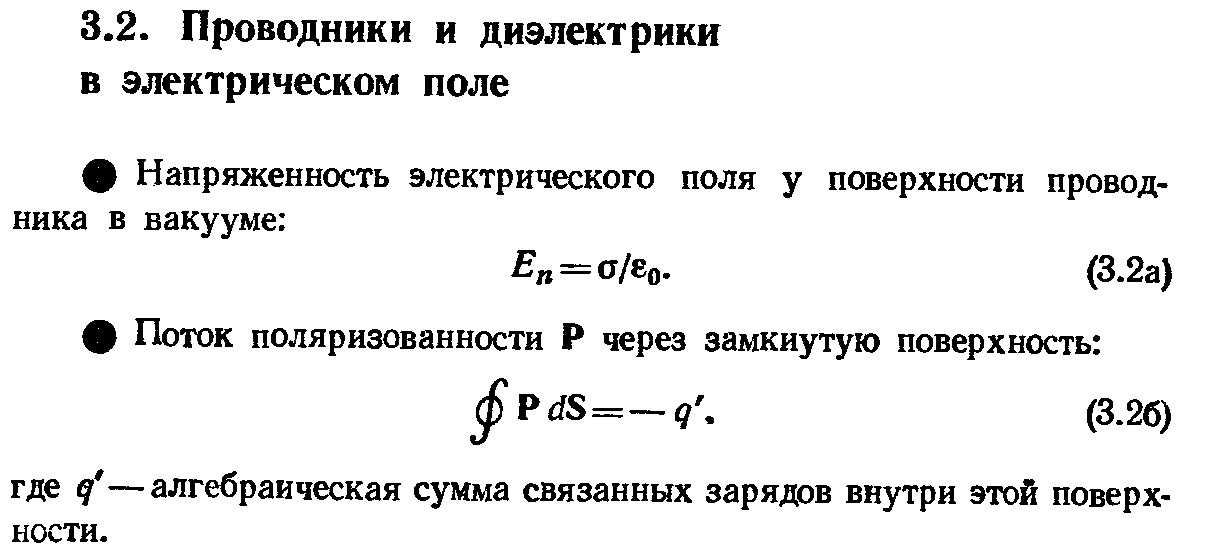 3.2. Проводники и диэлектрики
в электрическом поле
● Напряженность электрического поля у поверхности провод-
ника в вакууме:
Eₙ = σ/ε₀. (3.2а)
● Поток поляризованности P через замкиутую поверхность:
∮ P dS = — q′. (3.2б)
где q′ — алгебраическая сумма связанных зарядов внутри этой поверх-
ности.